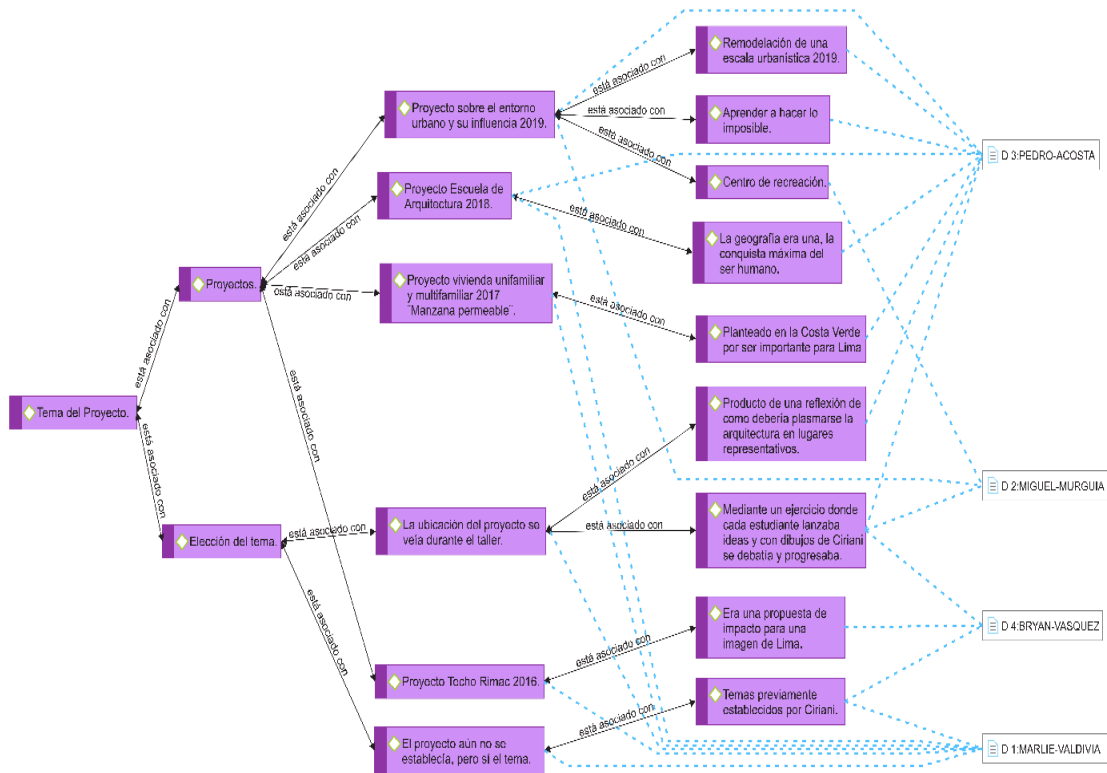 Tema del Proyecto.
está asociado con
está asociado con
Proyectos.
Elección del tema.
está asociado con
está asociado con
está asociado con
está asociado con
está asociado con
está asociado con
Proyecto sobre el entorno
urbano y su influencia 2019.
Proyecto Escuela de
Arquitoctura 2018.
Proyecto vivienda unifamiliar
y multifamiliar 2017
¨Manzana permeable¨.
La ubicación del proyecto se
veía durante el taller.
Proyecto Tocho Rimac 2016.
El proyecto aún no se
establecía, pero sí el tema.
está asociado con
está asociado con
está asociado con
está asociado con
está asociado con
está asociado con
está asociado con
está asociado con
está asociado con
Remodelación de una
escala urbanística 2019.
Aprender a hacer lo
imposible.
Centro de recreación.
La geografía era una, la
conquista máxima del
ser humano.
Planteado en la Costa Verde
por ser importante para Lima
Producto de una reflexión de
como debería plasmarse la
arquitectura en lugares
representativos.
Mediante un ejercicio donde
cada estudiante lanzaba
ideas y con dibujos de Ciriani
se debatía y progresaba.
Era una propuesta de
impacto para una
imagen de Lima.
Temas previamente
establecidos por Ciriani.
D 3:PEDRO-ACOSTA
D 2:MIGUEL-MURGUIA
D 4:BRYAN-VASQUEZ
D 1:MARLIE-VALDIVIA